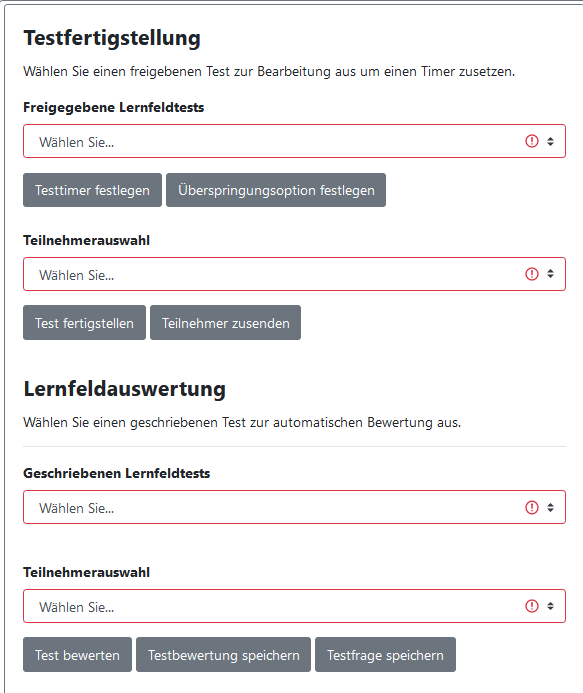 Testfertigstellung
Wählen Sie einen freigebenen Test zur Bearbeitung aus um einen Timer zusetzen.
Freigegebene Lernfeldtests
Wählen Sie...
Testtimer festlegen Überspringungsoption festlegen
Teilnehmerauswahl
Wählen Sie...
Test fertigstellen Teilnehmer zusenden
Lernfeldauswertung
Wählen Sie einen geschriebenen Test zur automatischen Bewertung aus.
Geschriebenen Lernfeldtests
Wählen Sie...
Teilnehmerauswahl
Wählen Sie...
Test bewerten Testbewertung speichern Testfrage speichern